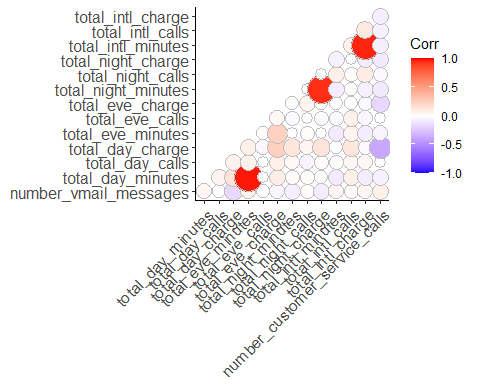 total_intl_charge
total_intl_calls
total_intl_minutes
total_night_charge
total_night_calls
total_night_minutes
total_eve_charge
total_eve_calls
total_eve_minutes
total_day_charge
total_day_calls
total_day_minutes
number_vmail_messages
total_day_minutes
total_day_calls
total_day_charge
total_eve_minutes
total_eve_calls
total_eve_charge
total_night_minutes
total_night_calls
total_night_charge
total_intl_minutes
total_intl_calls
total_intl_charge
number_customer_service_calls
Corr
1.0
0.5
0.0
-0.5
-1.0